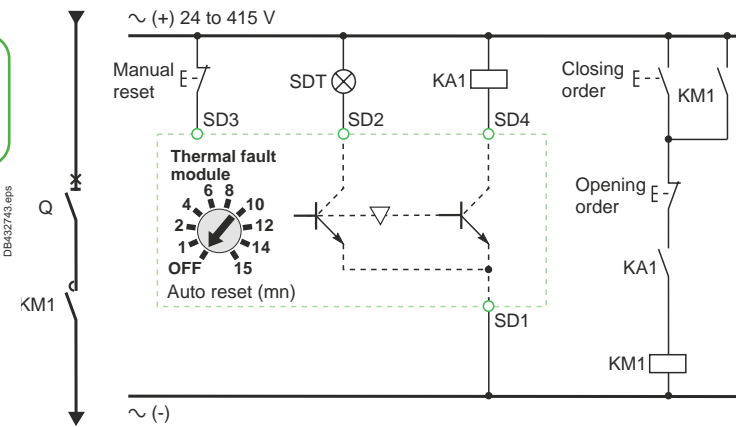 ∼ (+) 24 to 415 V
Manual
reset
SDT
KA1
Closing
order
KM1
SD3
SD2
SD4
Thermal fault
module
6 8
4 10
2 12
1 14
OFF 15
Auto reset (mn)
Opening
order
Q
DB432743.eps
KA1
KM1
SD1
KM1
∼ (-)